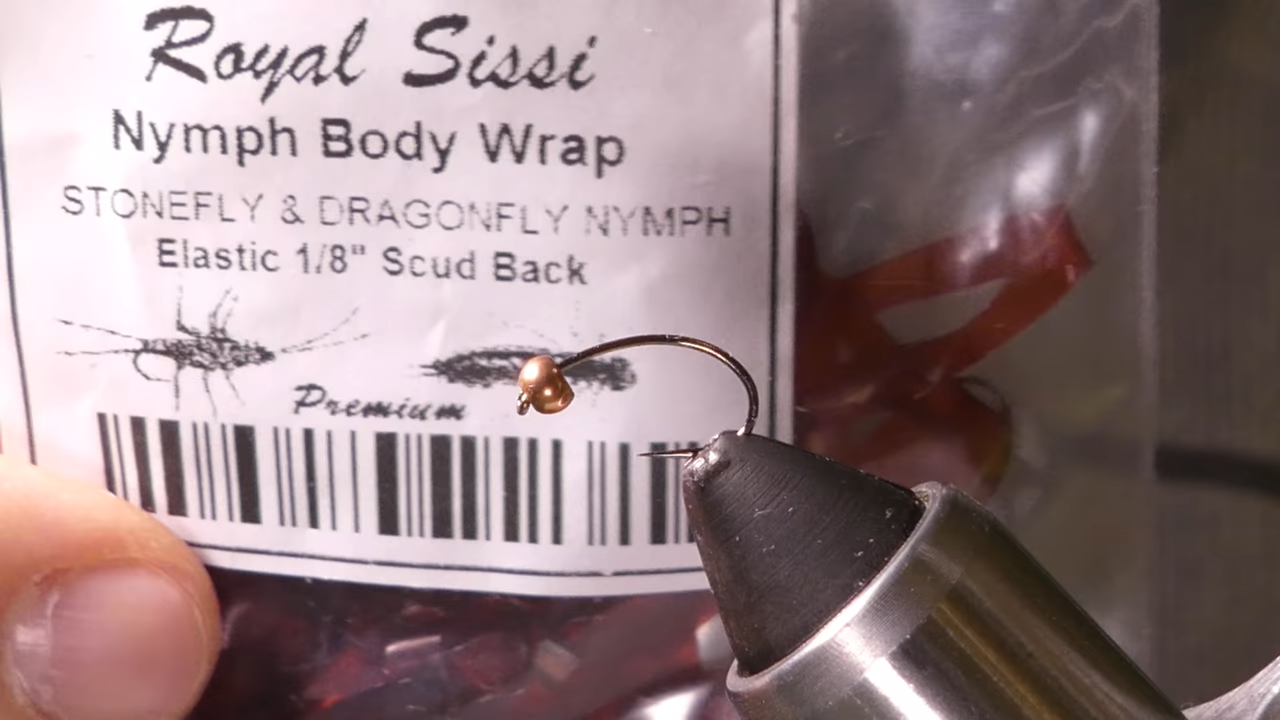 Royal Sissi
Nymph Body Wrap
STONEFLY & DRAGONFLY NYMPH
Elastic 1/8" Scud Back
Premium